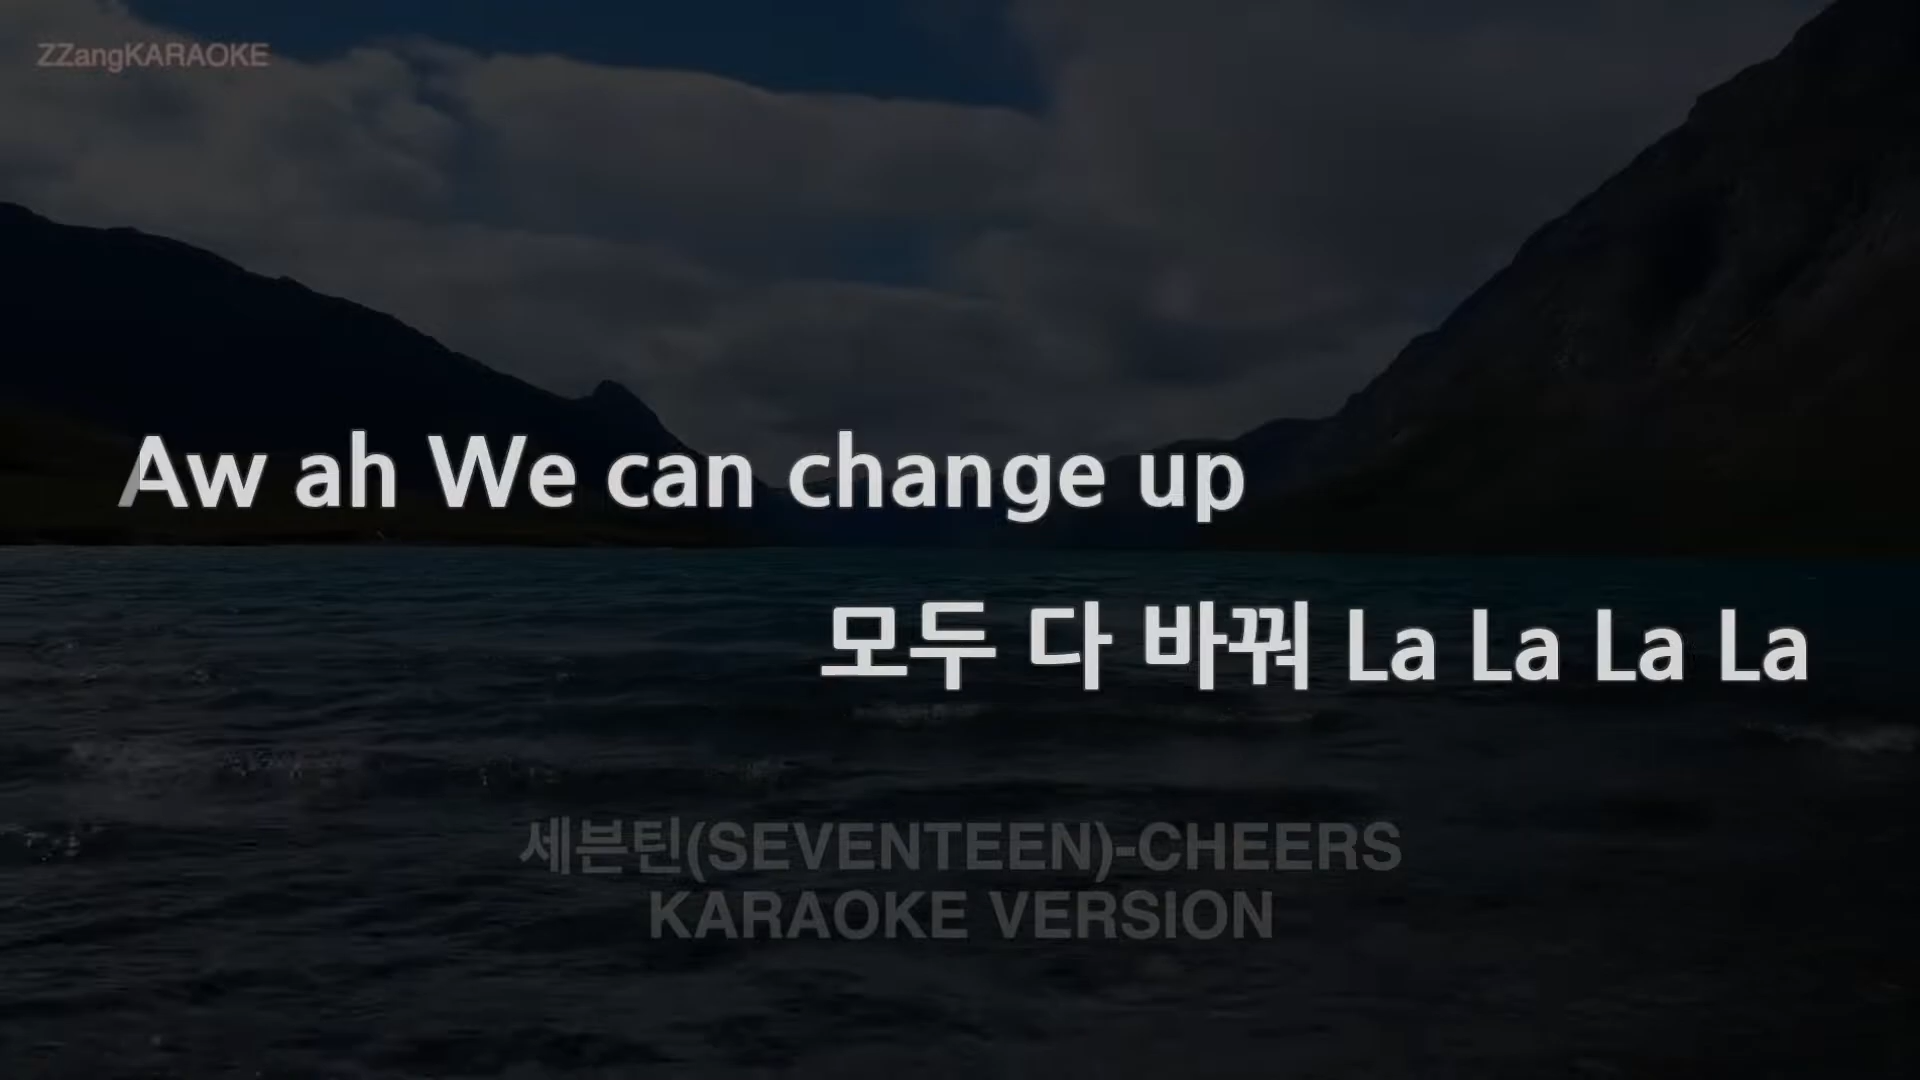 ZZangKARAOKE
Aw ah We can change up
모두 다 바꿔 La La La La
세븐틴(SEVENTEEN)-CHEERS
KARAOKE VERSION